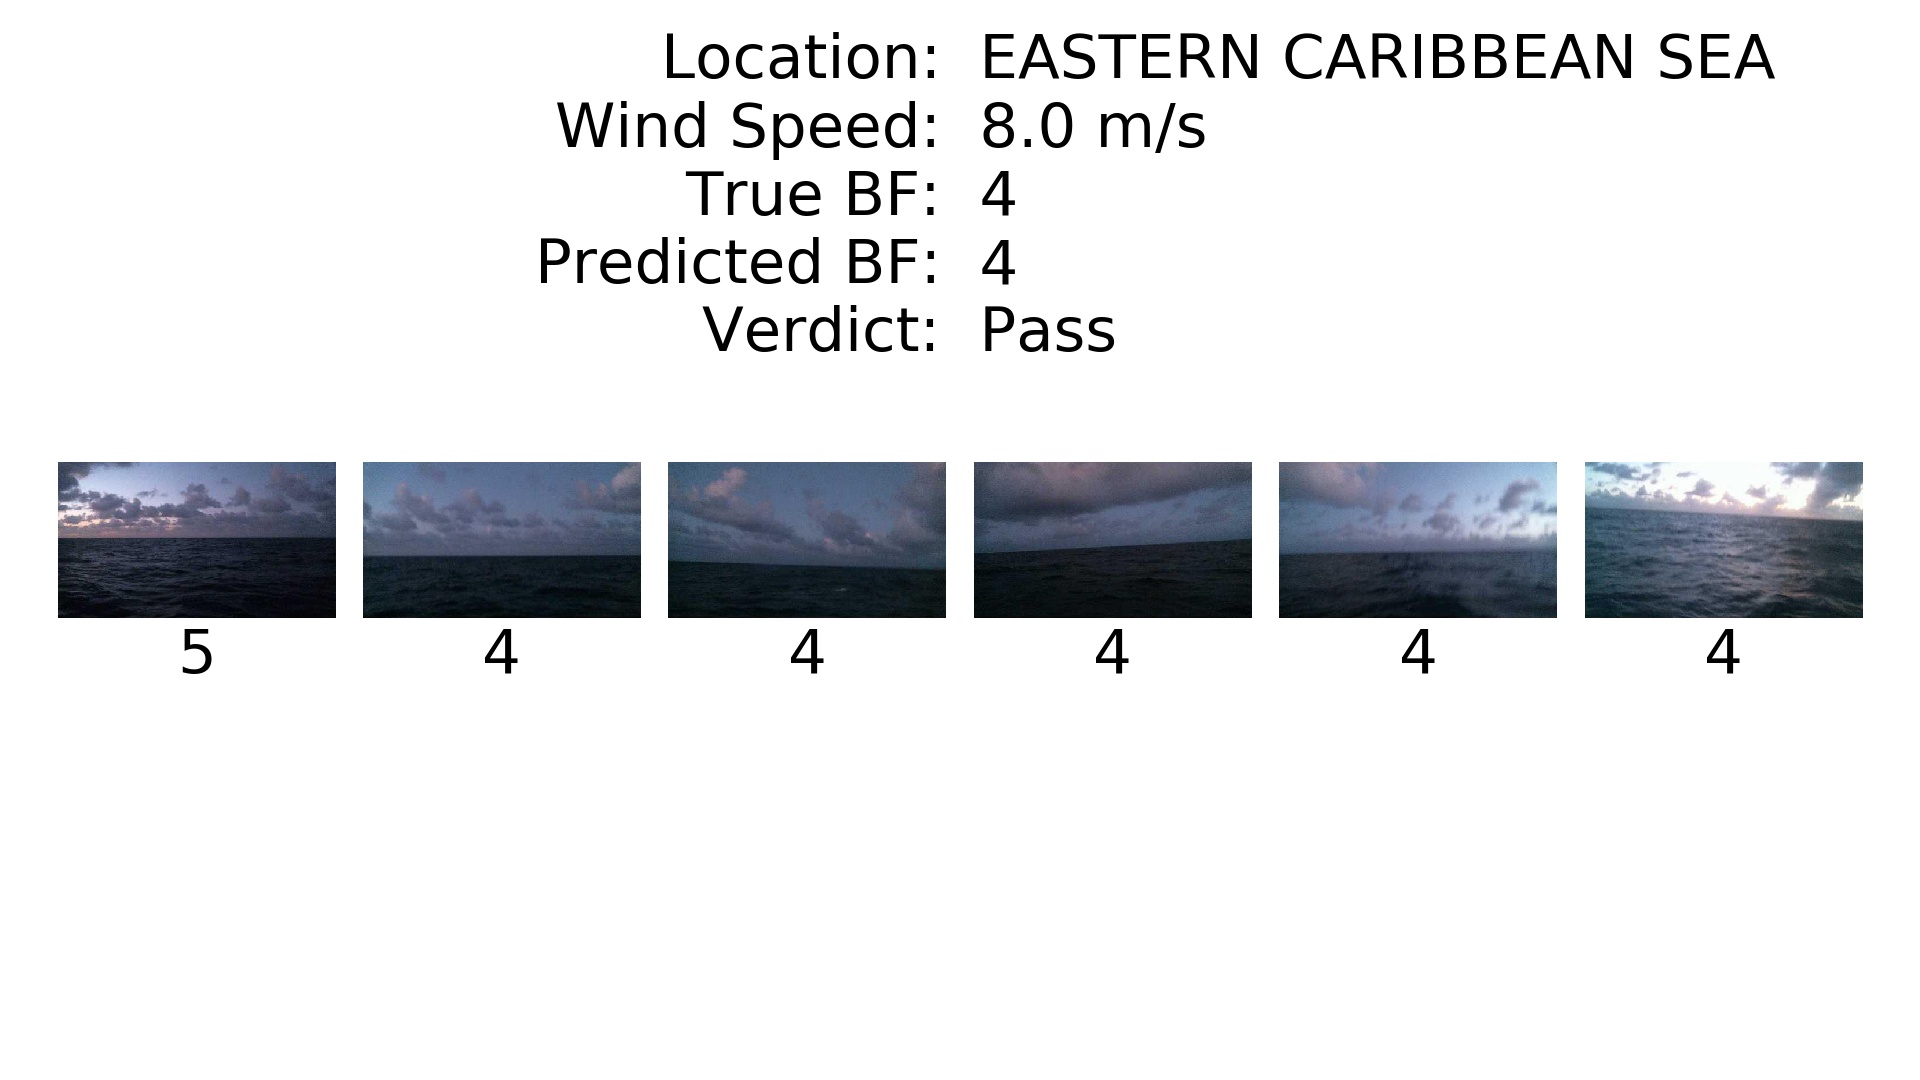 Location: EASTERN CARIBBEAN SEA
Wind Speed: 8.0 m/s
True BF: 4
Predicted BF: 4
Verdict: Pass
5 4 4 4 4 4